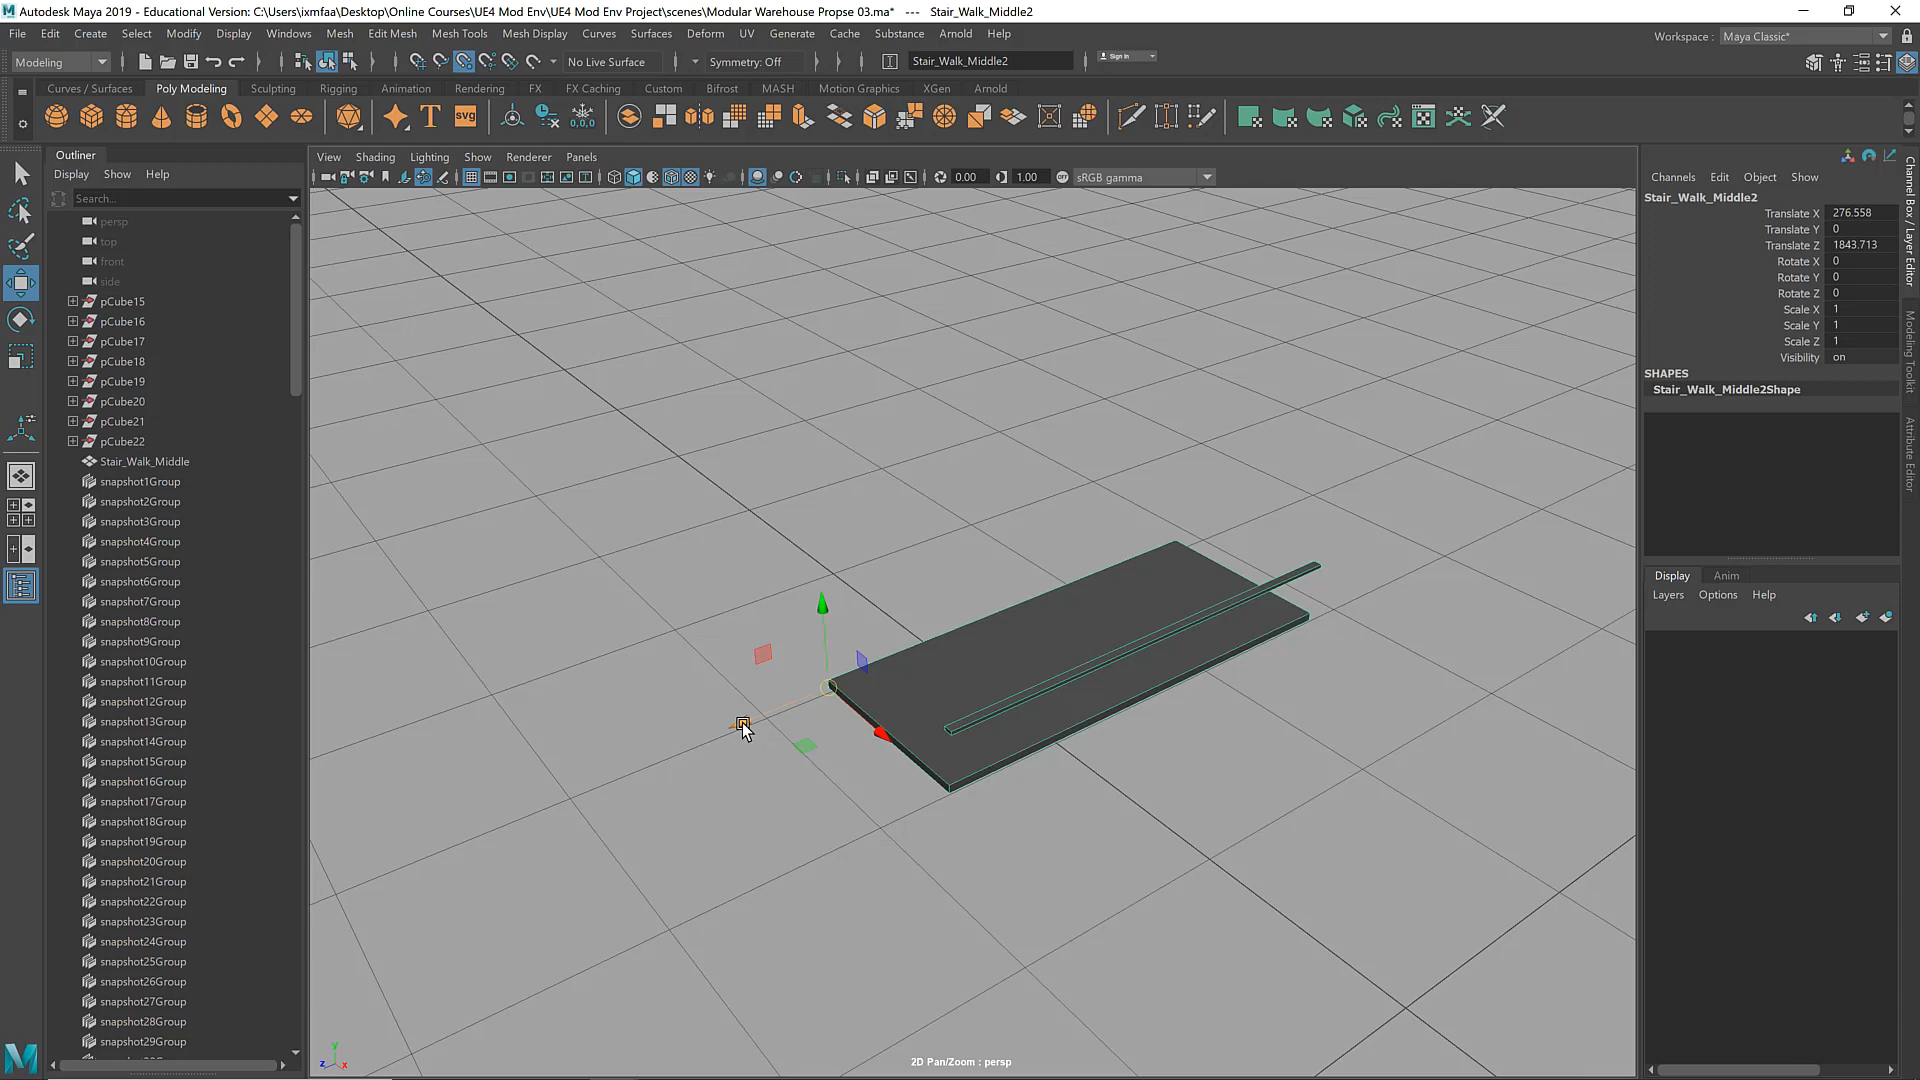 Autodesk Maya 2019 - Educational Version: C:\Users\ixmfaa\Desktop\Online Courses\UE4 Mod Env\UE4 Mod Env Project\scenes\Modular Warehouse Propse 03.ma* --- Stair_Walk_Middle2
File Edit Create Select Modify Display Windows Mesh Edit Mesh Mesh Tools Mesh Display Curves Surfaces Deform UV Generate Cache Substance Arnold Help
Workspace : Maya Classic*
Modeling No Live Surface Symmetry: Off Stair_Walk_Middle2 Sign In
Curves / Surfaces Poly Modeling Sculpting Rigging Animation Rendering FX FX Caching Custom Bifrost MASH Motion Graphics XGen Arnold
T SVG 0,0,0
Outliner
Display Show Help
Search...
persp
top
front
side
pCube15
pCube16
pCube17
pCube18
pCube19
pCube20
pCube21
pCube22
Stair_Walk_Middle
snapshot1Group
snapshot2Group
snapshot3Group
snapshot4Group
snapshot5Group
snapshot6Group
snapshot7Group
snapshot8Group
snapshot9Group
snapshot10Group
snapshot11Group
snapshot12Group
snapshot13Group
snapshot14Group
snapshot15Group
snapshot16Group
snapshot17Group
snapshot18Group
snapshot19Group
snapshot20Group
snapshot21Group
snapshot22Group
snapshot23Group
snapshot24Group
snapshot25Group
snapshot26Group
snapshot27Group
snapshot28Group
snapshot29Group
View Shading Lighting Show Renderer Panels
0.00 1.00 sRGB gamma
y
z x
2D Pan/Zoom : persp
Channels Edit Object Show
Stair_Walk_Middle2
Translate X 276.558
Translate Y 0
Translate Z 1843.713
Rotate X 0
Rotate Y 0
Rotate Z 0
Scale X 1
Scale Y 1
Scale Z 1
Visibility on
SHAPES
Stair_Walk_Middle2Shape
Display Anim
Layers Options Help
Channel Box / Layer Editor
Modeling Toolkit
Attribute Editor